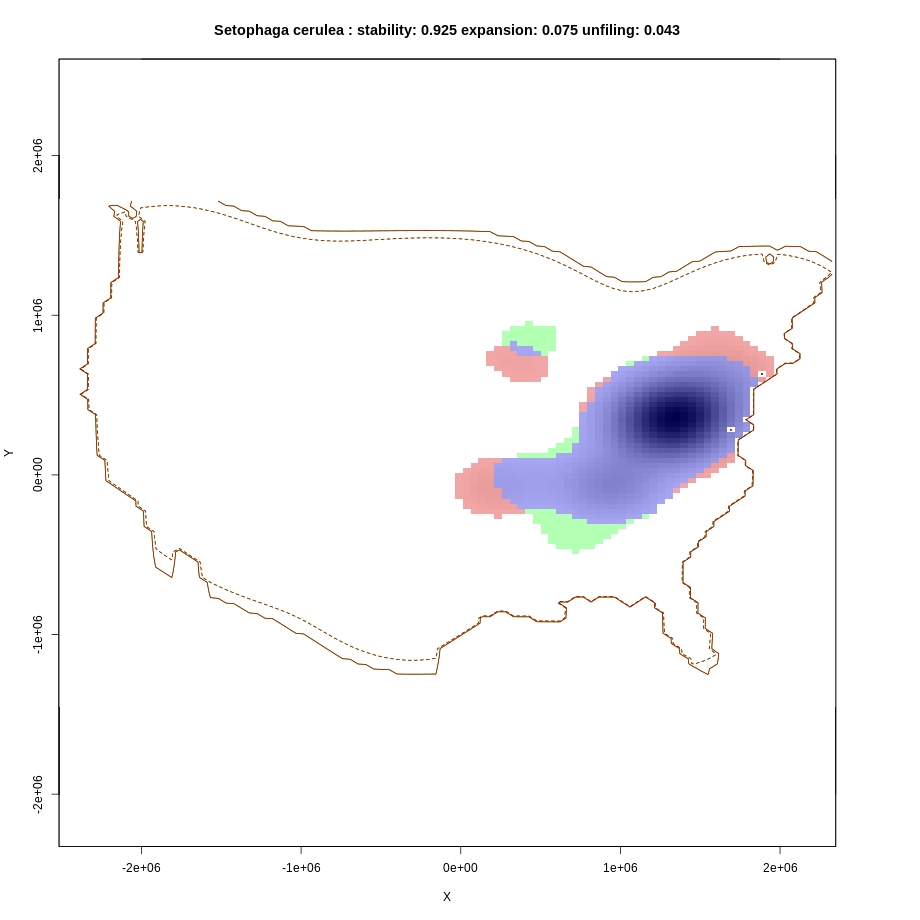 Setophaga cerulea : stability: 0.925 expansion: 0.075 unfiling: 0.043
2e+06
1e+06
0e+00
-1e+06
-2e+06
Y
-2e+06 -1e+06 0e+00 1e+06 2e+06
X